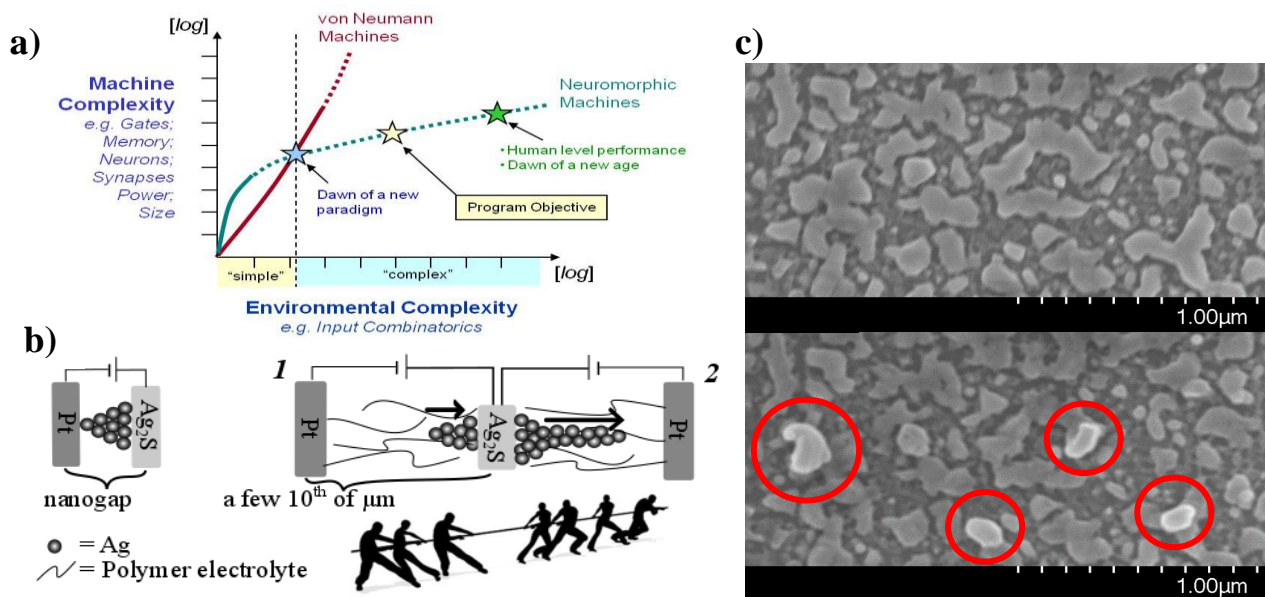 a)
[log]
von Neumann
Machines
Machine
Complexity
e.g. Gates;
Memory;
Neurons;
Synapses
Power;
Size
Neuromorphic
Machines
• Human level performance
• Dawn of a new age
Dawn of a new
paradigm
Program Objective
"simple"
"complex"
[log]
Environmental Complexity
e.g. Input Combinatorics
b)
Pt
Ag₂S
nanogap
1
2
Pt
Ag₂S
Pt
a few 10th of μm
= Ag
= Polymer electrolyte
c)
1.00μm
1.00μm